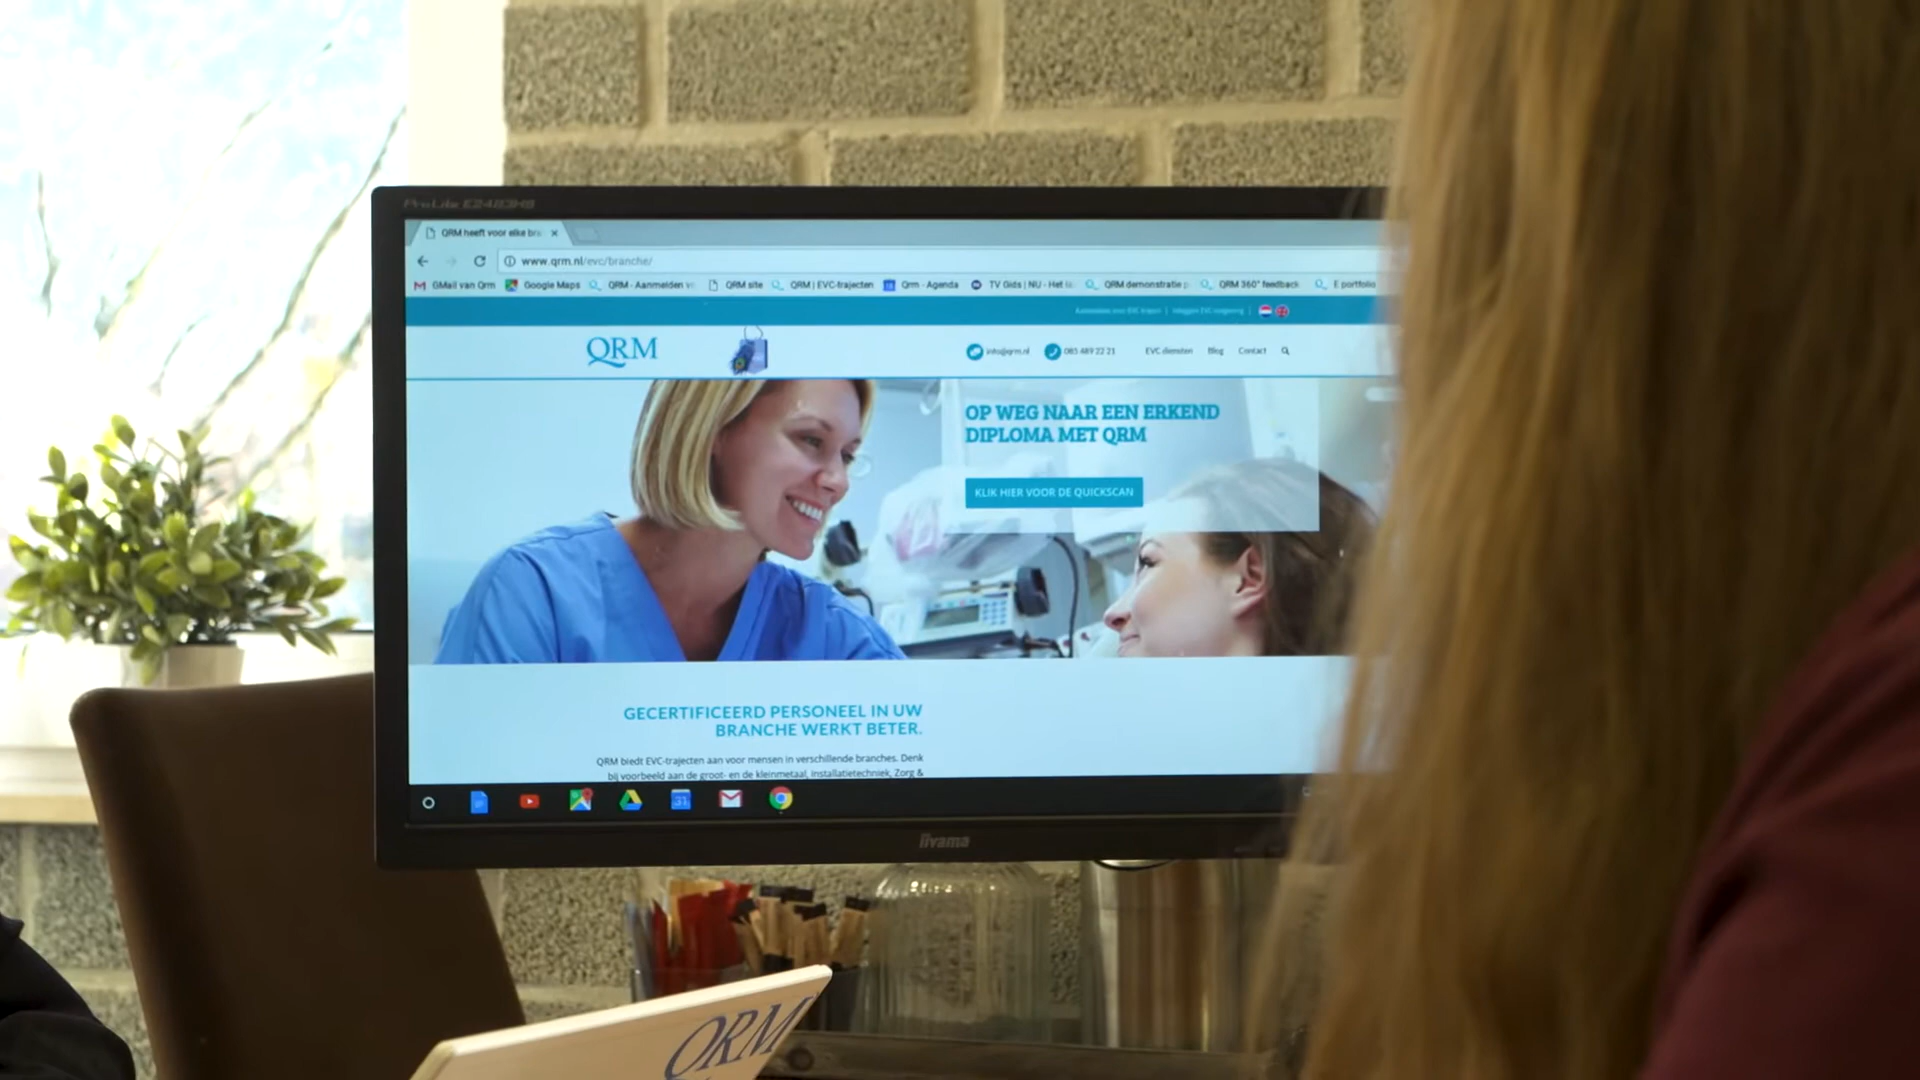 ProLite E2483HS
QRM heeft voor elke bra
www.qrm.nl/evc/branche/
GMail van Qrm Google Maps QRM - Aanmelden v QRM site QRM | EVC-trajecten Qrm - Agenda TV Gids | NU - Het QRM demonstratie p QRM 360° feedback E portfolio
QRM info@qrm.nl 085 489 22 21 EVC diensten Blog Contact
OP WEG NAAR EEN ERKEND
DIPLOMA MET QRM
KLIK HIER VOOR DE QUICKSCAN
GECERTIFICEERD PERSONEEL IN UW
BRANCHE WERKT BETER.
QRM biedt EVC-trajecten aan voor mensen in verschillende branches. Denk
bij voorbeeld aan de groot- en de kleinmetaal, Installatietechniek, Zorg &
31
iiyama
QRM